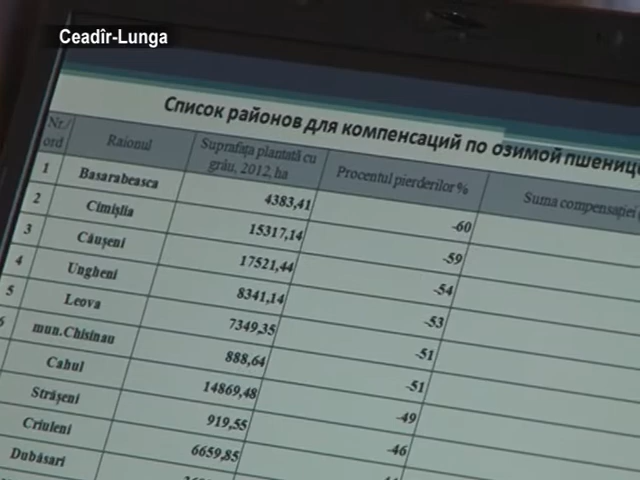 Ceadîr-Lunga
Список районов для компенсаций по озимой пшенице
Nr./ Raionul Suprafaţa plantată cu Procentul pierderilor % Suma compensaţiei
ord grâu, 2012, ha
1 Basarabeasca 4383,41 -60
2 Cimişlia 15317,14 -59
3 Căuşeni 17521,44 -54
4 Ungheni 8341,14 -53
5 Leova 7349,35 -51
6 mun.Chisinau 888,64 -51
Cahul 14869,48 -49
Străşeni 919,55 -46
Criuleni 6659,85
Dubăsari